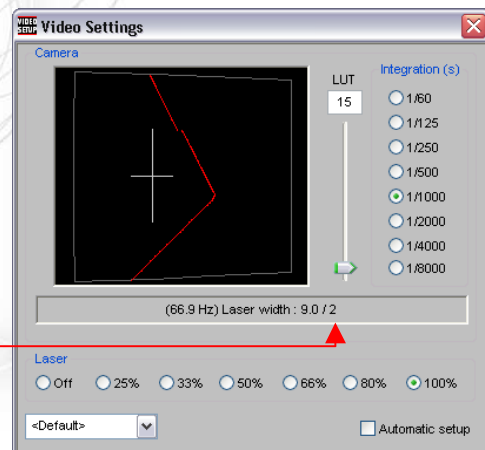 VIDEO SETUP Video Settings
Camera
LUT
15
Integration (s)
1/60
1/125
1/250
1/500
1/1000
1/2000
1/4000
1/8000
(66.9 Hz) Laser width : 9.0 / 2
Laser
Off 25% 33% 50% 66% 80% 100%
<Default> Automatic setup